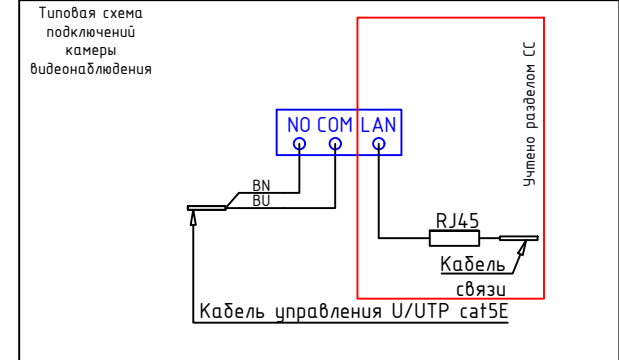 Типовая схема
подключений
камеры
видеонаблюдения
Учтено разделом СС
NO COM LAN
BN
BU
RJ45
Кабель
связи
Кабель управления U/UTP cat5E